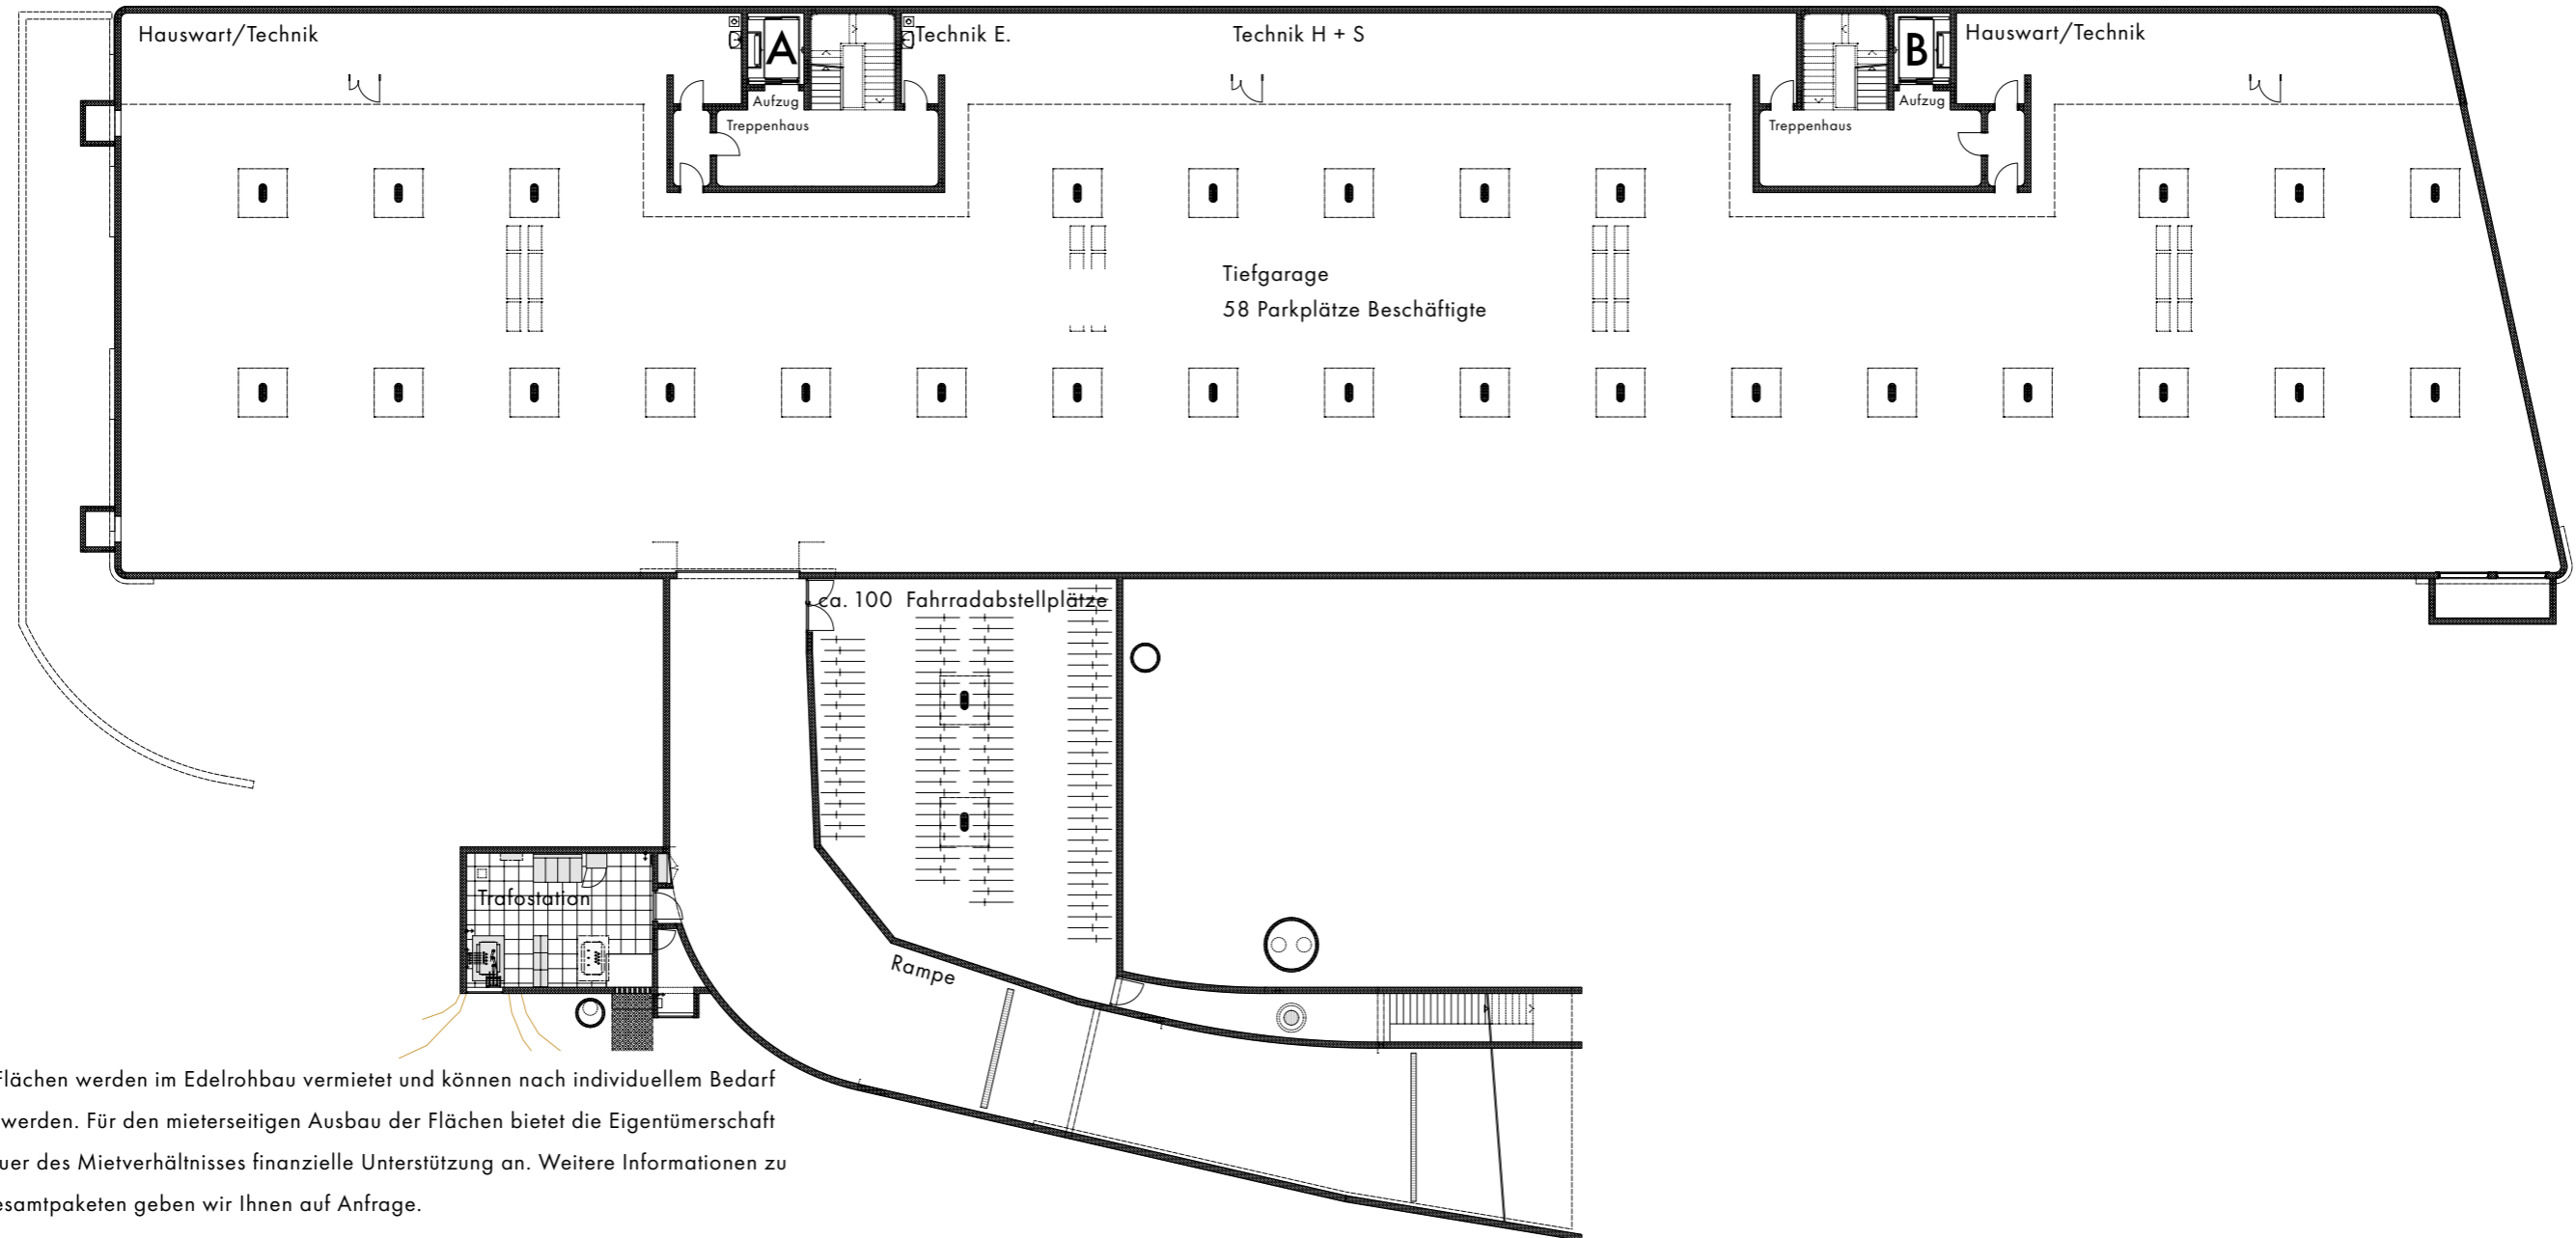 Hauswart/Technik
A
Technik E.
Technik H + S
B
Hauswart/Technik
Aufzug
Treppenhaus
Aufzug
Treppenhaus
Tiefgarage
58 Parkplätze Beschäftigte
ca. 100 Fahrradabstellplätze
Trafostation
Rampe
Flächen werden im Edelrohbau vermietet und können nach individuellem Bedarf
werden. Für den mieterseitigen Ausbau der Flächen bietet die Eigentümerschaft
des Mietverhältnisses finanzielle Unterstützung an. Weitere Informationen zu
geben wir Ihnen auf Anfrage.